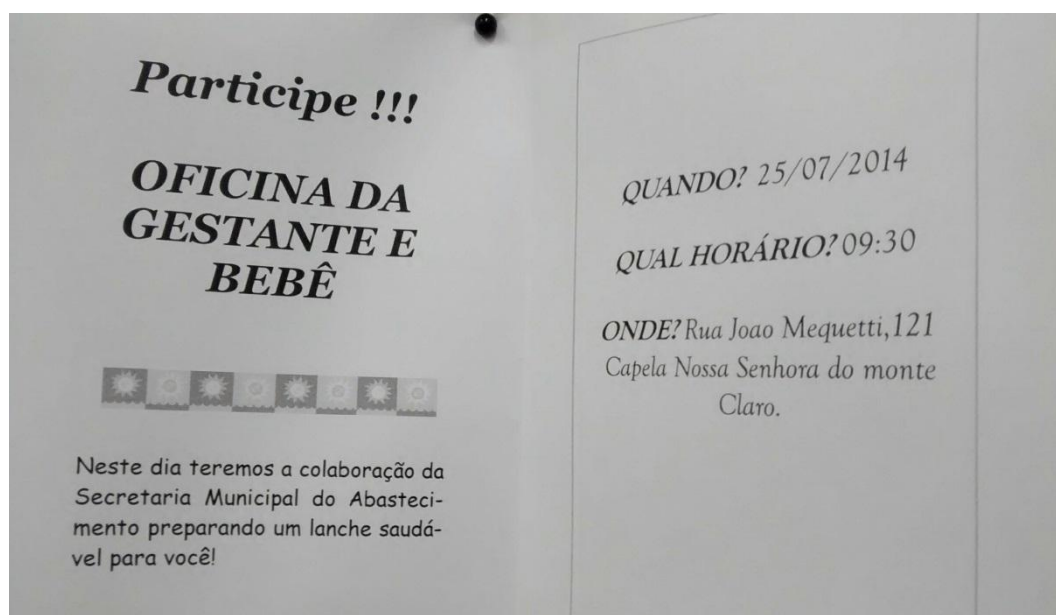 Participe !!!
OFICINA DA
GESTANTE E
BEBÊ
Neste dia teremos a colaboração da
Secretaria Municipal do Abasteci-
mento preparando um lanche saudá-
vel para você!
QUANDO? 25/07/2014
QUAL HORÁRIO? 09:30
ONDE? Rua Joao Mequetti,121
Capela Nossa Senhora do monte
Claro.